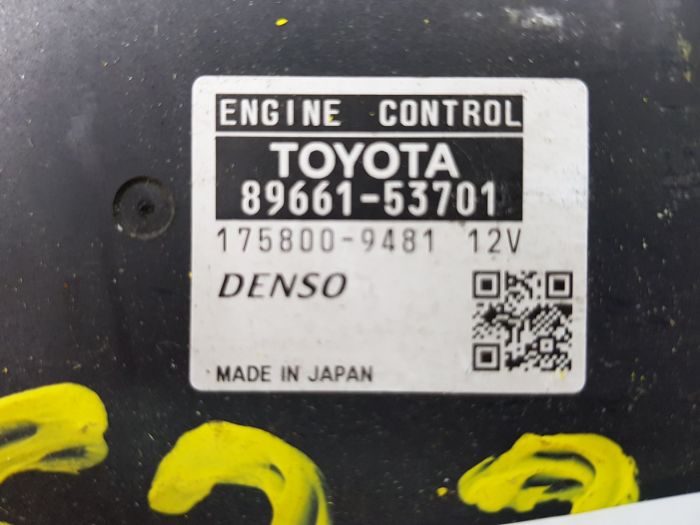 ENGINE CONTROL
TOYOTA
89661-53701
175800-9481 12V
DENSO
MADE IN JAPAN